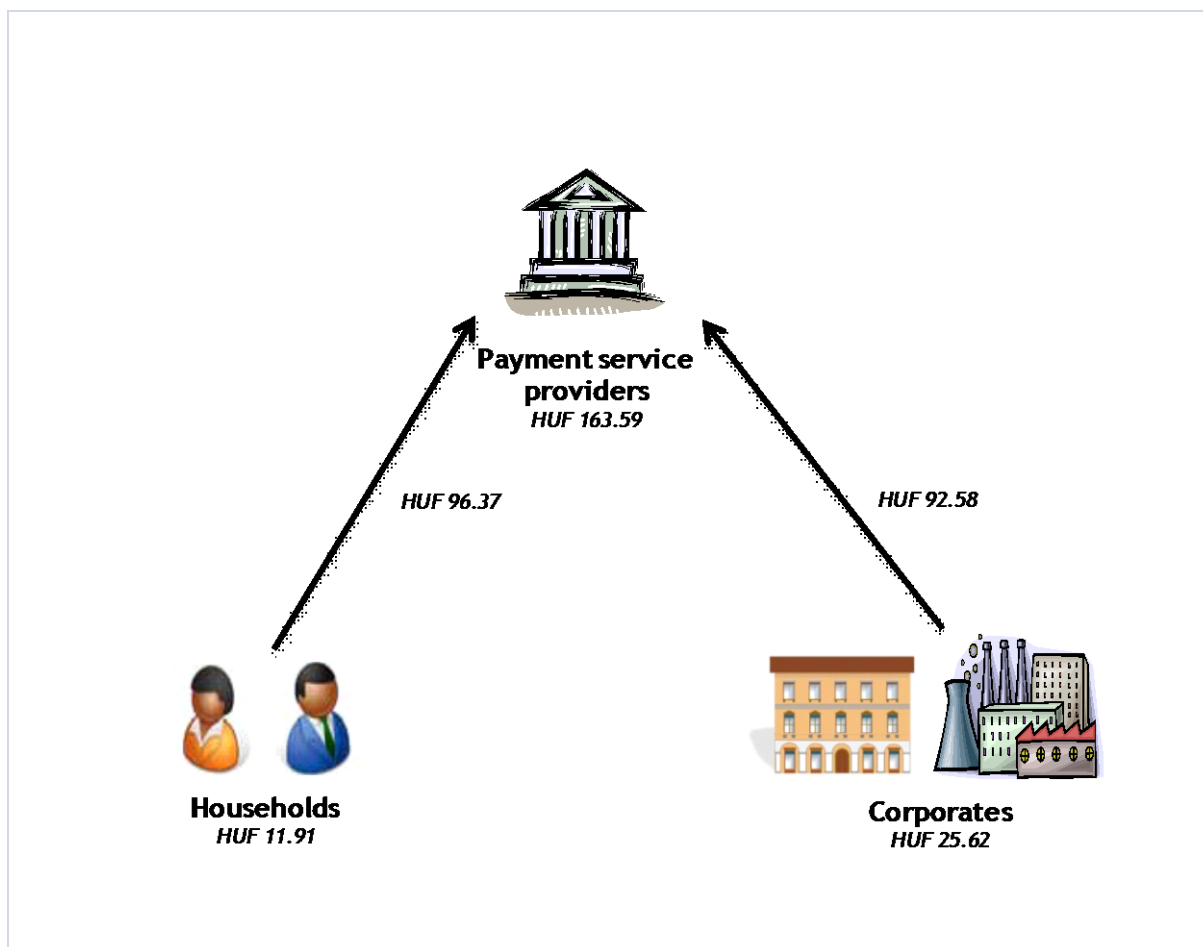 Payment service
providers
HUF 163.59
HUF 96.37
HUF 92.58
Households
HUF 11.91
Corporates
HUF 25.62